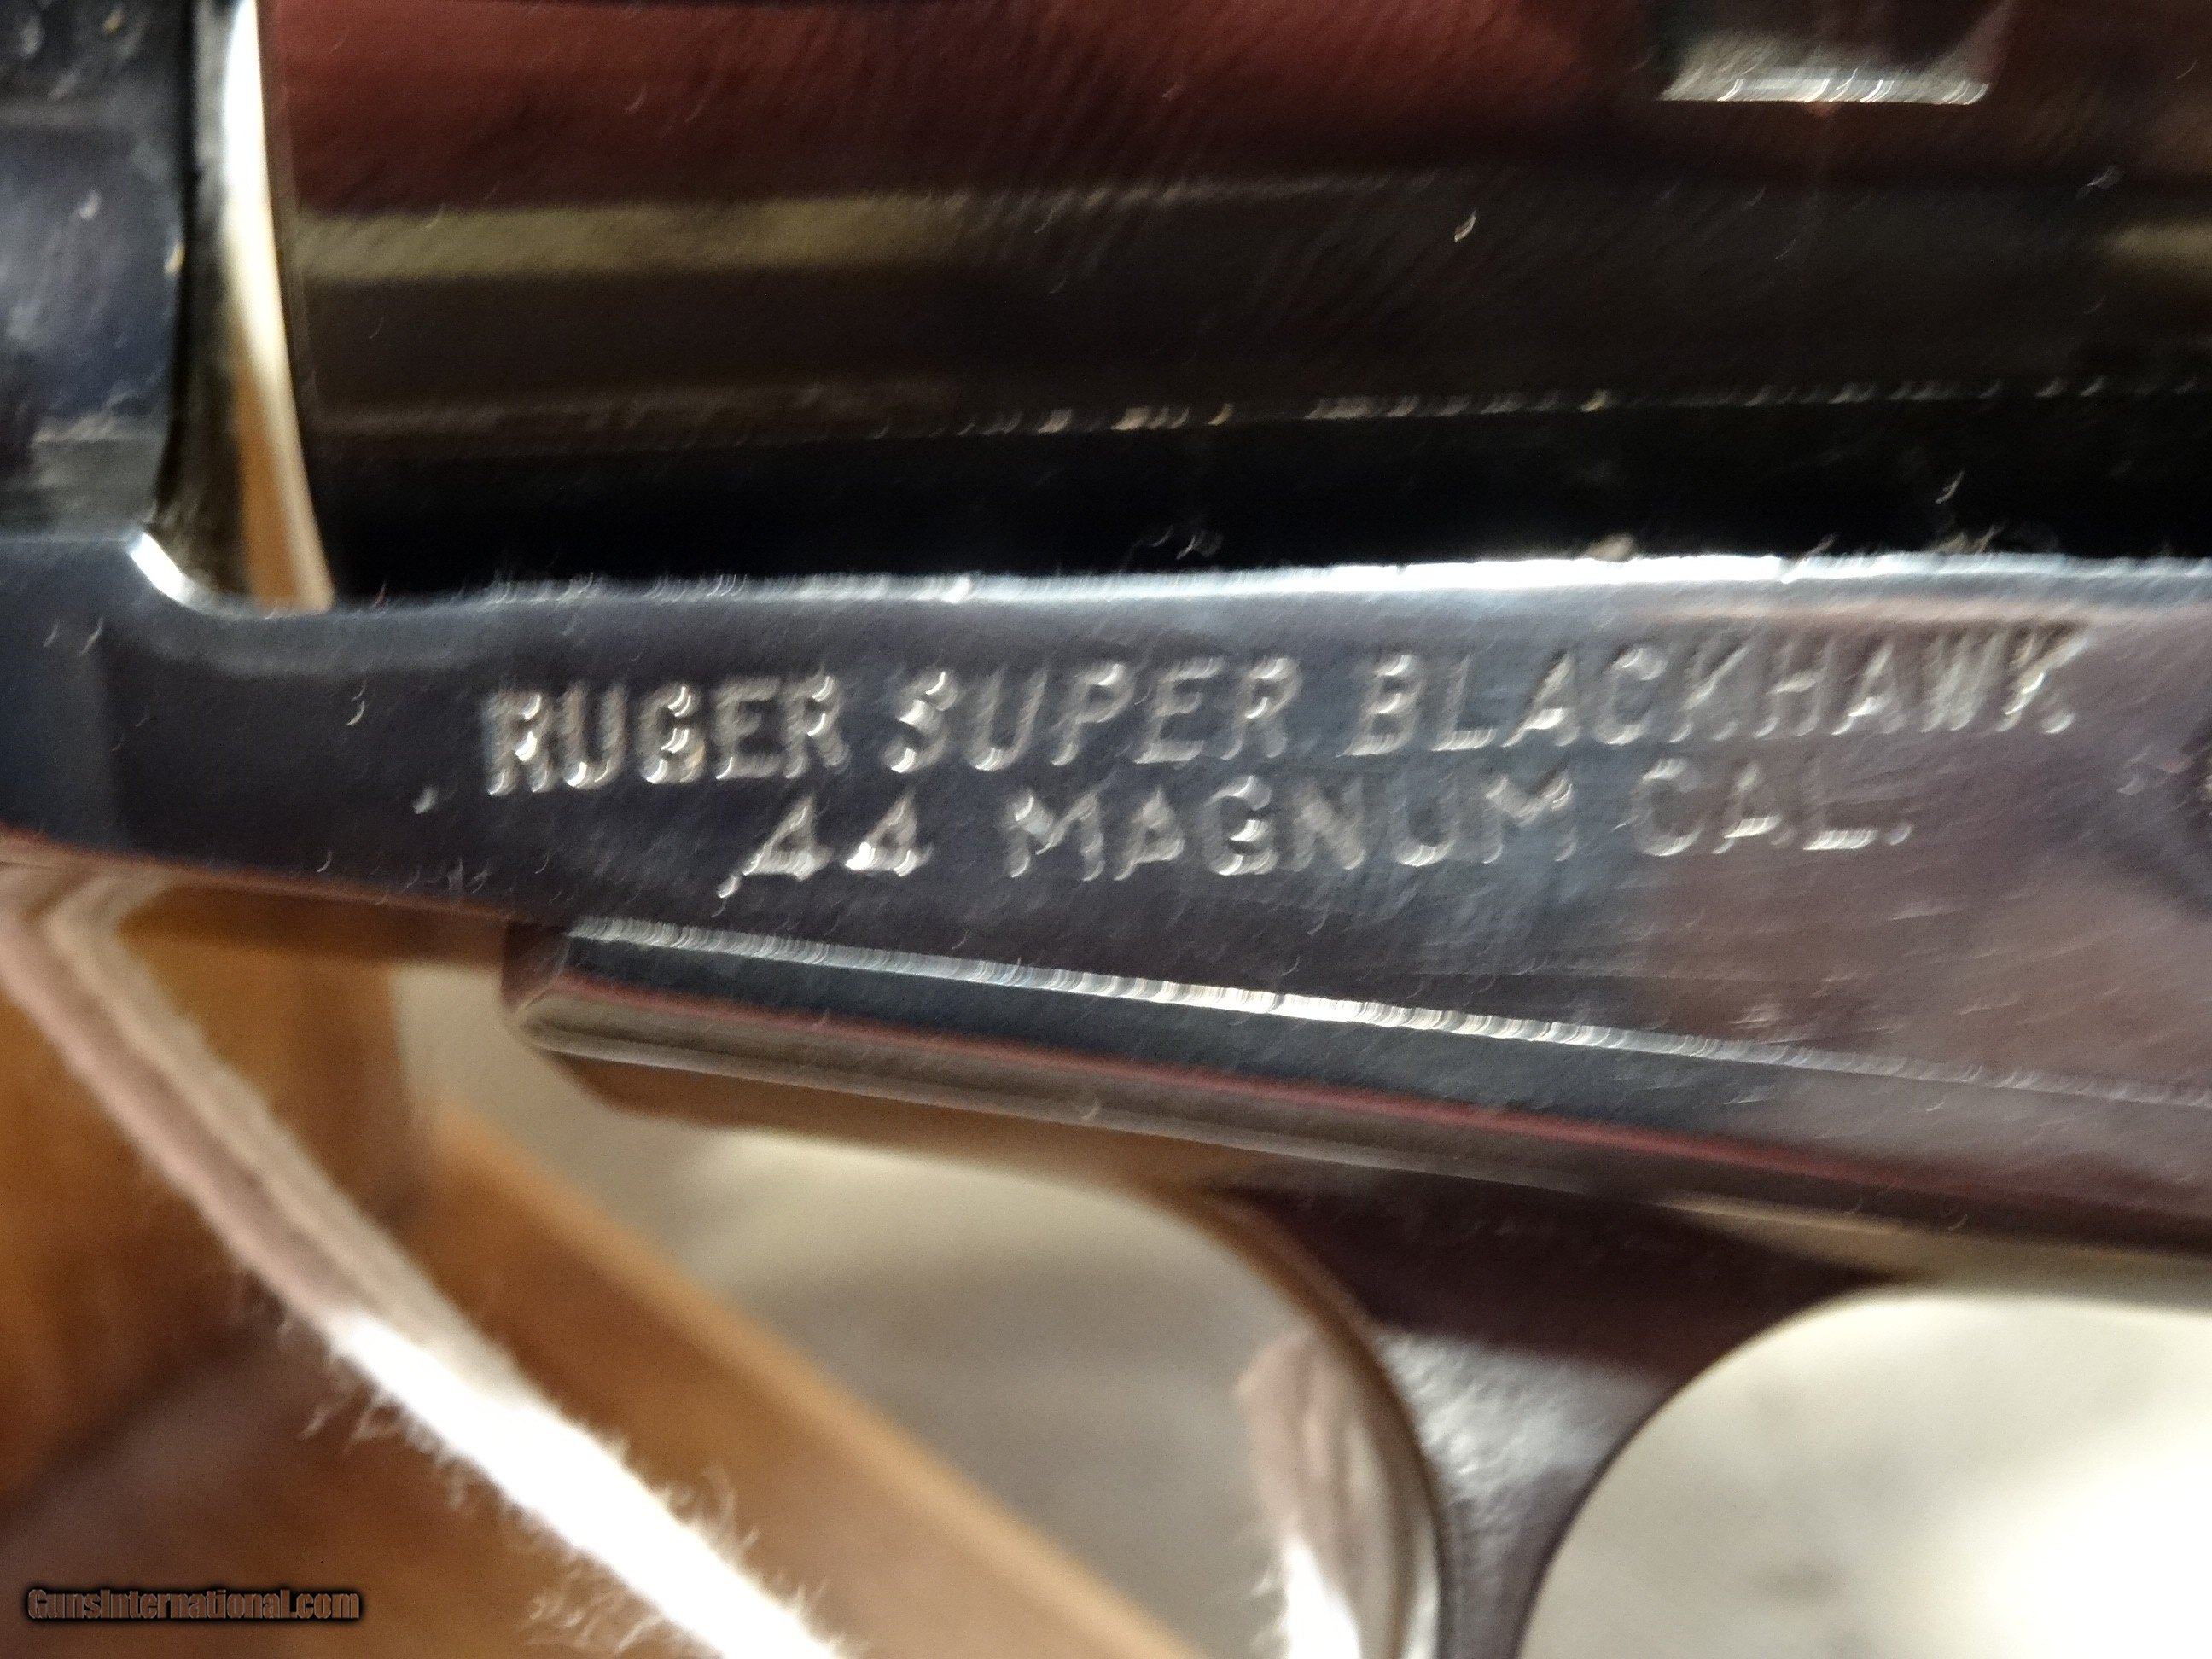 RUGER SUPER BLACKHAWK
44 MAGNUM CAL.
GunsInternational.com